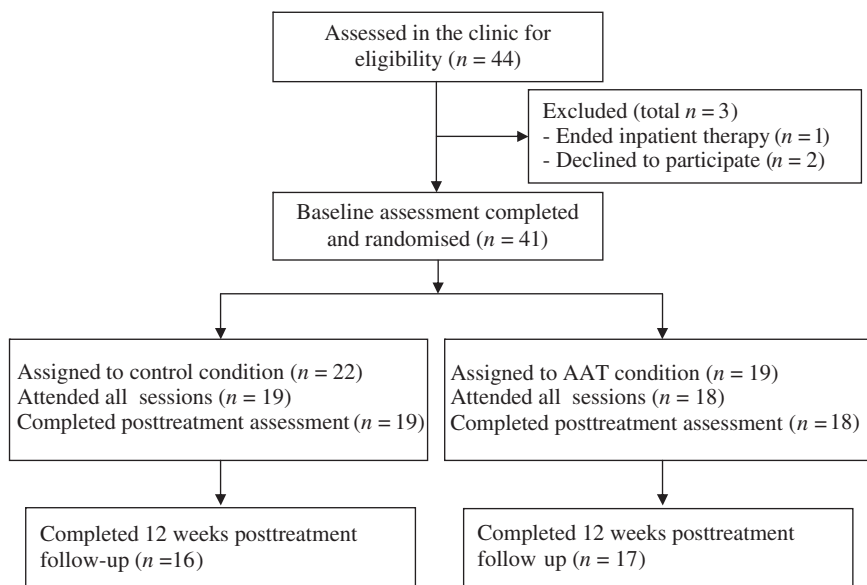 Assessed in the clinic for
eligibility (n = 44)
Excluded (total n = 3)
- Ended inpatient therapy (n = 1)
- Declined to participate (n = 2)
Baseline assessment completed
and randomised (n = 41)
Assigned to control condition (n = 22)
Attended all sessions (n = 19)
Completed posttreatment assessment (n = 19)
Assigned to AAT condition (n = 19)
Attended all sessions (n = 18)
Completed posttreatment assessment (n = 18)
Completed 12 weeks posttreatment
follow-up (n =16)
Completed 12 weeks posttreatment
follow up (n = 17)